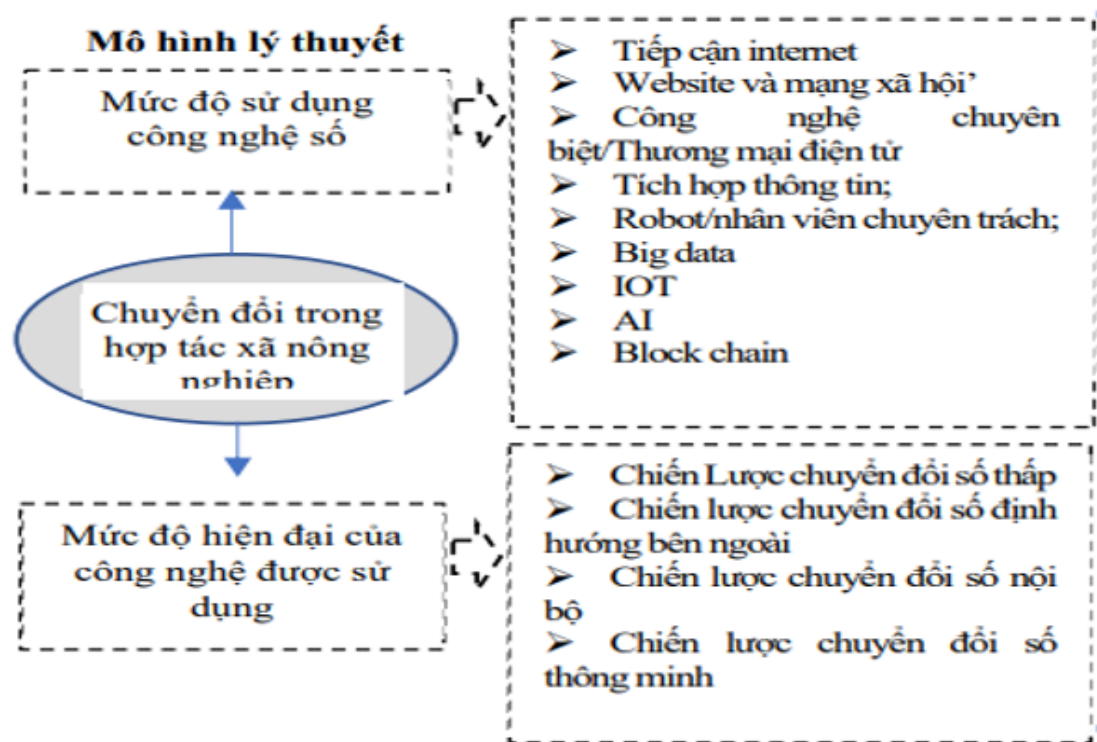 Mô hình lý thuyết
Mức độ sử dụng
công nghệ số
➢ Tiếp cận internet
➢ Website và mạng xã hội’
➢ Công nghệ chuyên
biệt/Thương mại điện tử
➢ Tích hợp thông tin;
➢ Robot/nhân viên chuyên trách;
➢ Big data
➢ IOT
➢ AI
➢ Block chain
Chuyển đổi trong
hợp tác xã nông
nghiệp
Mức độ hiện đại của
công nghệ được sử
dụng
➢ Chiến Lược chuyển đổi số thấp
➢ Chiến lược chuyển đổi số định
hướng bên ngoài
➢ Chiến lược chuyển đổi số nội
bộ
➢ Chiến lược chuyển đổi số
thông minh